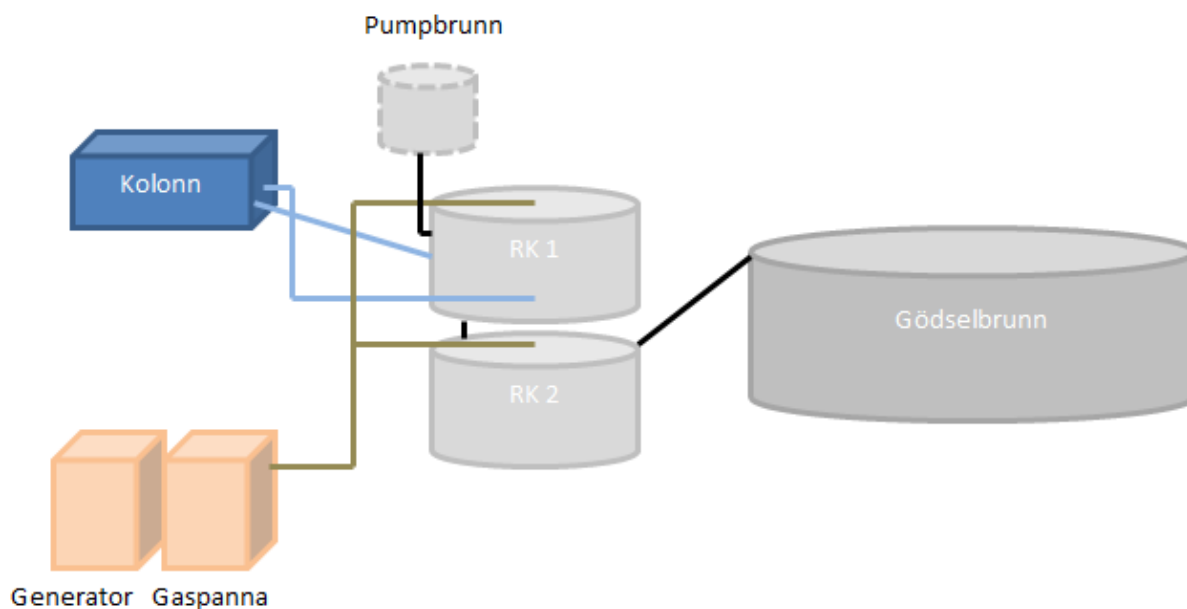 Pumpbrunn
Kolonn
RK 1
Gödselbrunn
RK 2
Generator Gaspanna